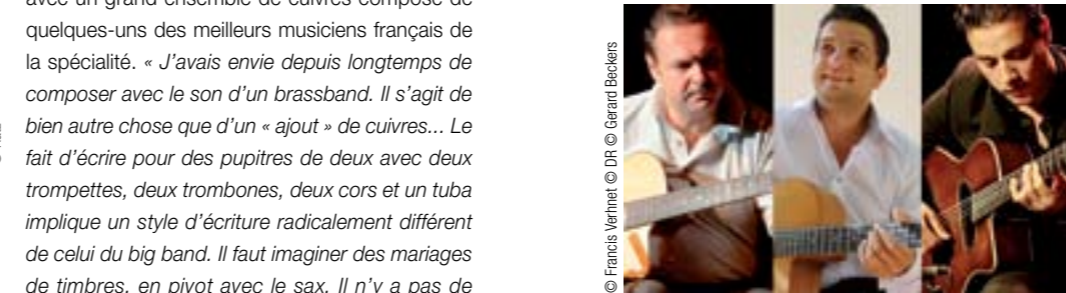 avec un grand ensemble de cuivres composé de
quelques-uns des meilleurs musiciens français de
la spécialité. « J'avais envie depuis longtemps de
composer avec le son d'un brassband. Il s'agit de
bien autre chose que d'un « ajout » de cuivres... Le
fait d'écrire pour des pupitres de deux avec deux
trompettes, deux trombones, deux cors et un tuba
implique un style d'écriture radicalement différent
de celui du big band. Il faut imaginer des mariages
de timbres, en pivot avec le sax. Il n'y a pas de
© Francis Verhnet © DR © Gerard Beckers